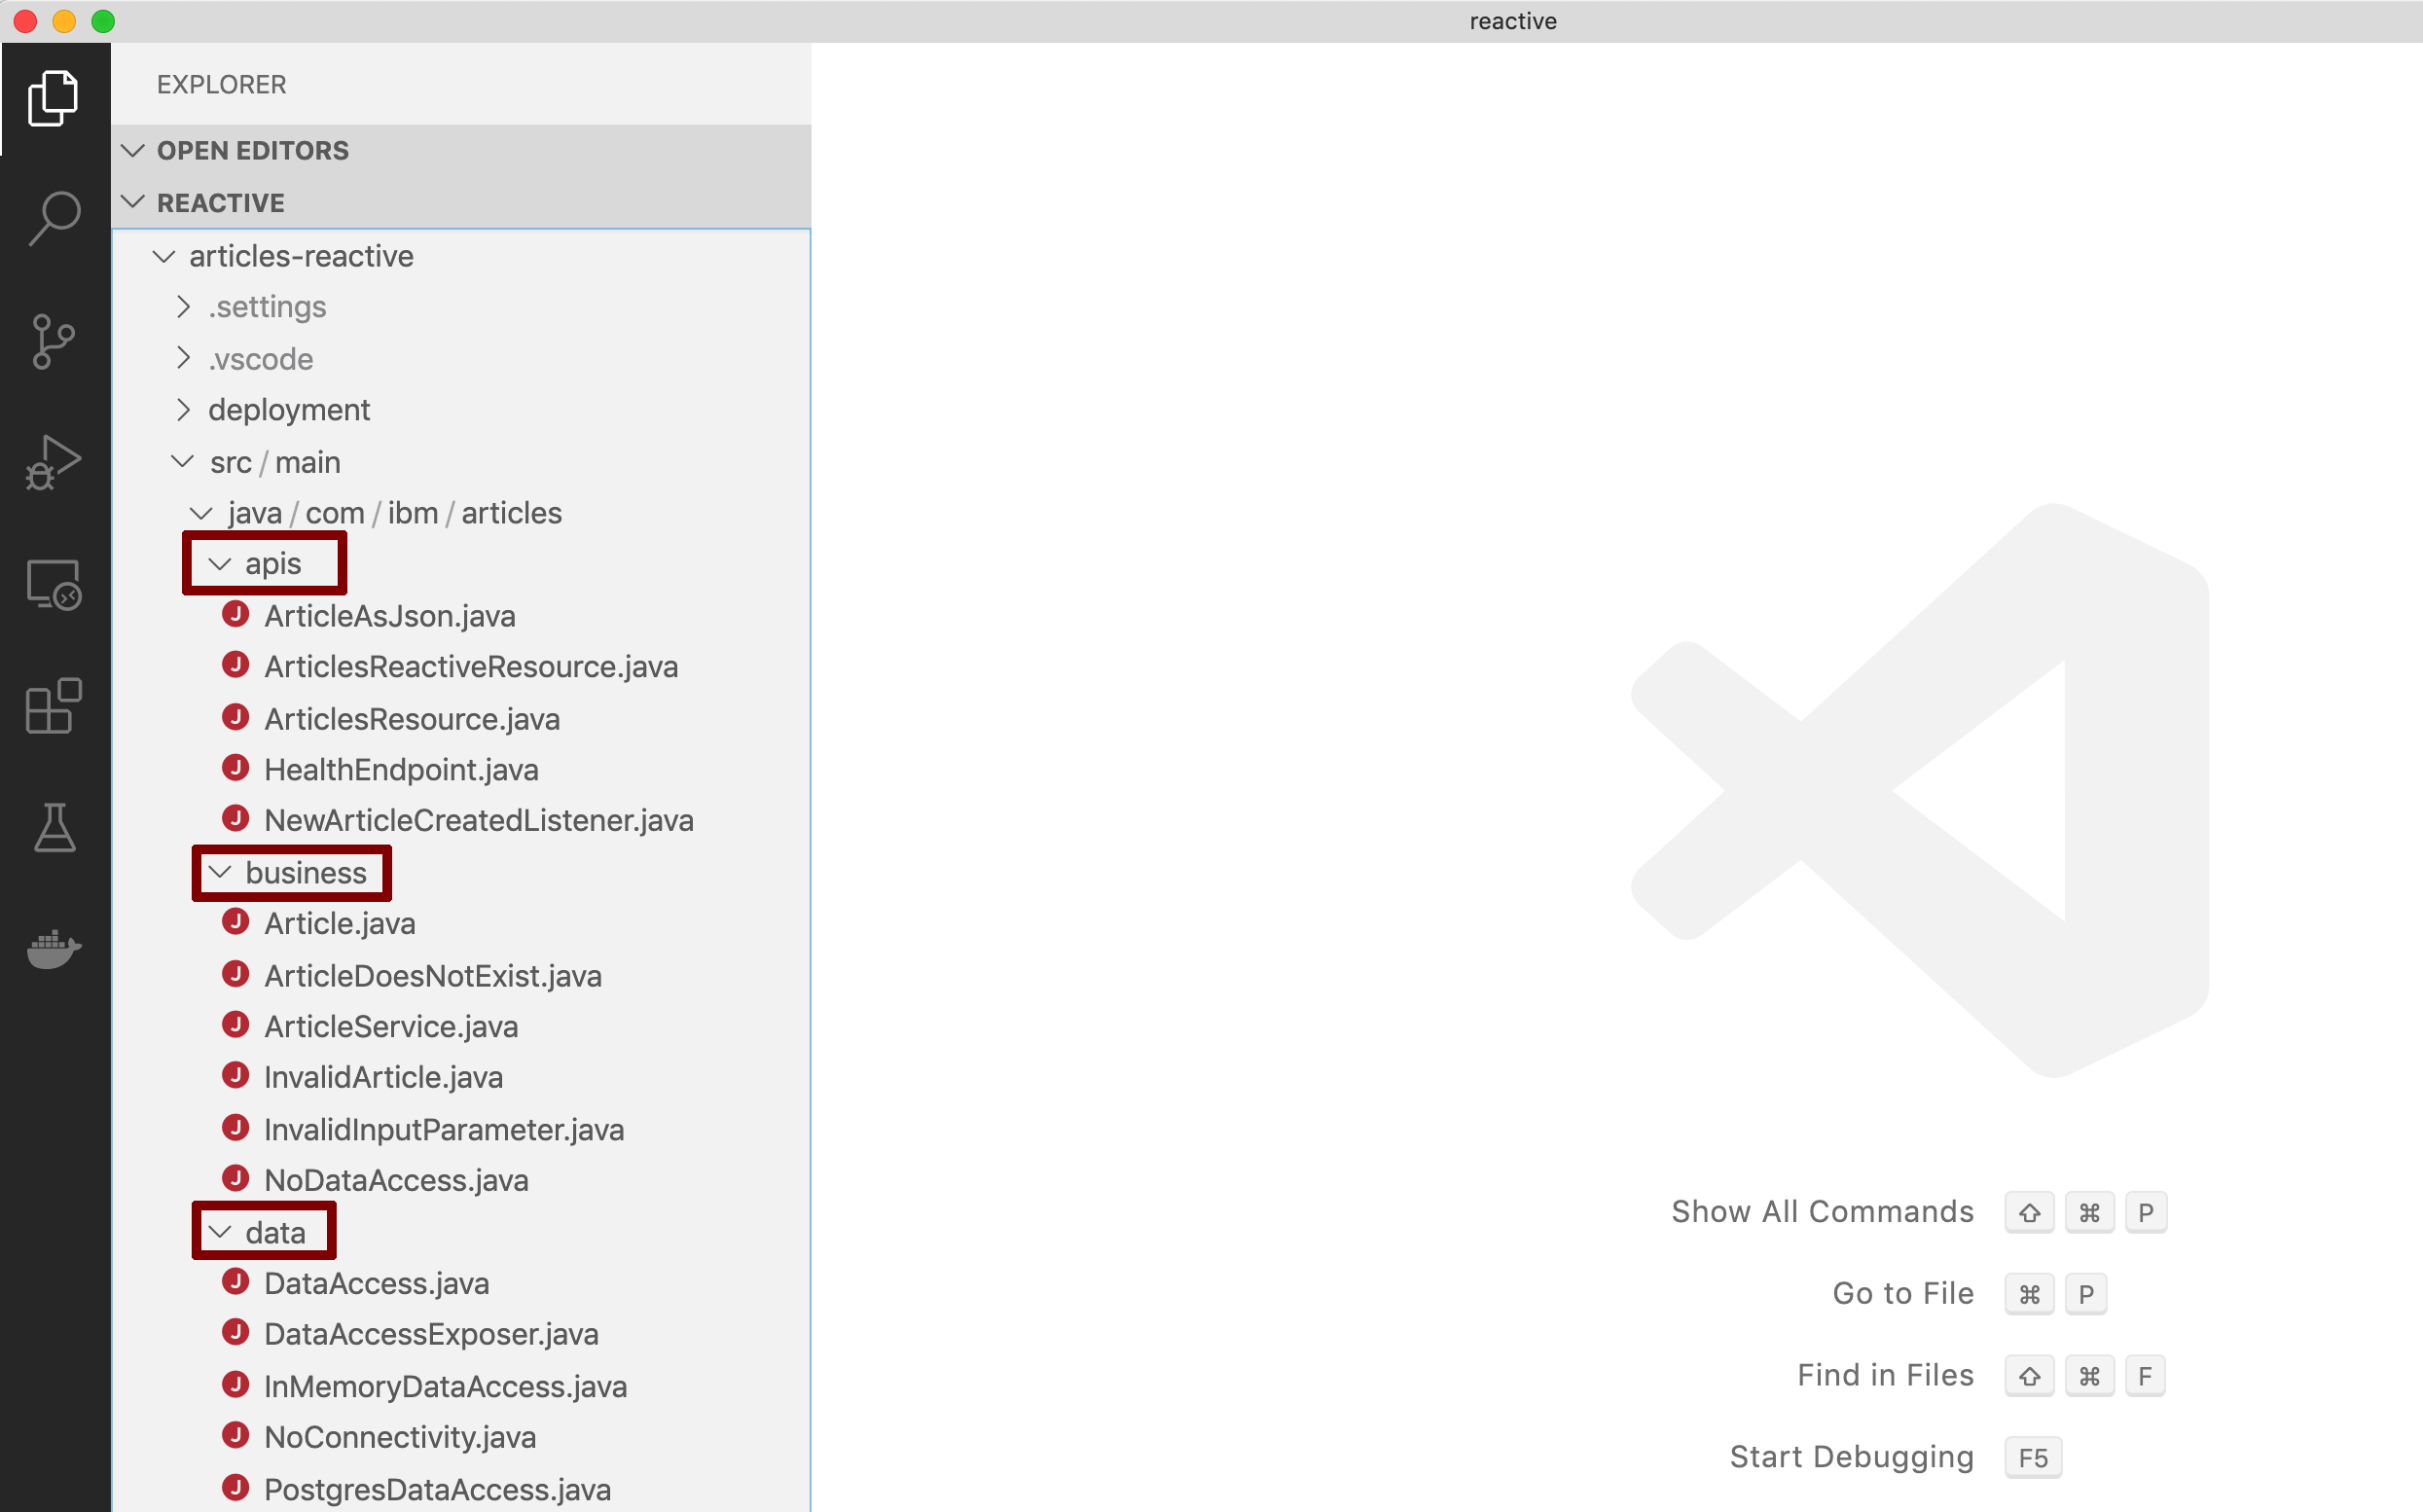 reactive
EXPLORER
OPEN EDITORS
REACTIVE
articles-reactive
.settings
.vscode
deployment
src / main
java / com / ibm / articles
apis
J ArticleAsJson.java
J ArticlesReactiveResource.java
J ArticlesResource.java
J HealthEndpoint.java
J NewArticleCreatedListener.java
business
J Article.java
J ArticleDoesNotExist.java
J ArticleService.java
J InvalidArticle.java
J InvalidInputParameter.java
J NoDataAccess.java
data
J DataAccess.java
J DataAccessExposer.java
J InMemoryDataAccess.java
J NoConnectivity.java
J PostgresDataAccess.java
Show All Commands ⇧ ⌘ P
Go to File ⌘ P
Find in Files ⇧ ⌘ F
Start Debugging F5